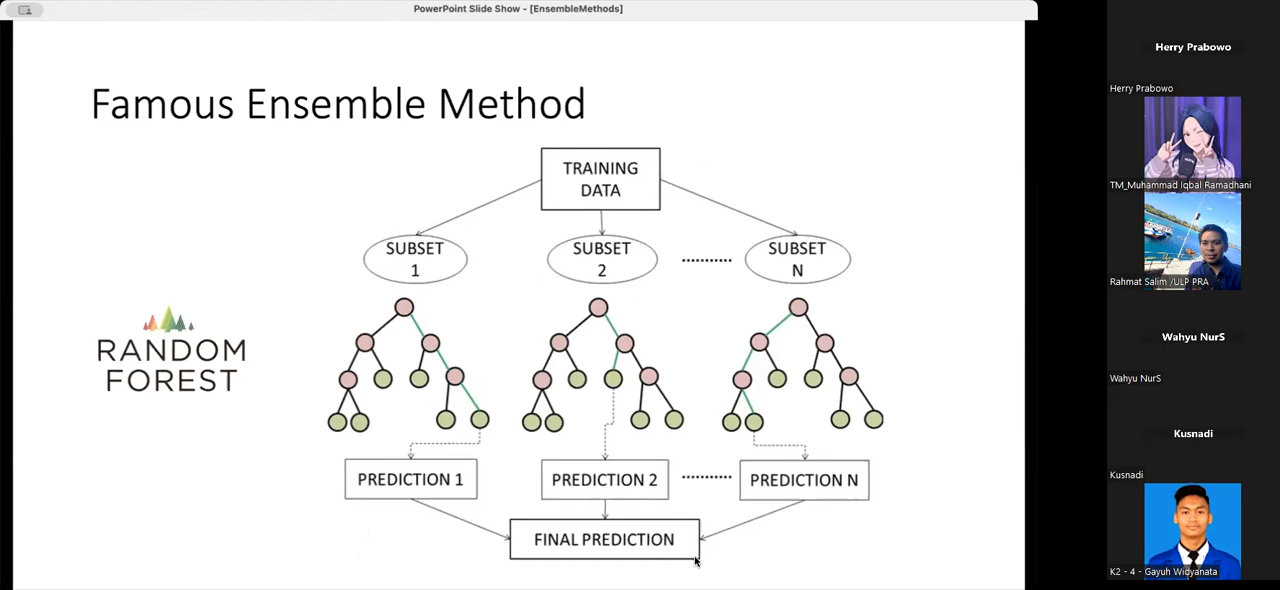 PowerPoint Slide Show - [EnsembleMethods]
Famous Ensemble Method
TRAINING
DATA
SUBSET
1
SUBSET
2
SUBSET
N
RANDOM
FOREST
PREDICTION 1
PREDICTION 2
PREDICTION N
FINAL PREDICTION
Herry Prabowo
Herry Prabowo
TM_Muhammad Iqbal Ramadhani
Rahmat Salim /ULP PRA
Wahyu NurS
Wahyu NurS
Kusnadi
Kusnadi
K2 - 4 - Gayuh Widyanata